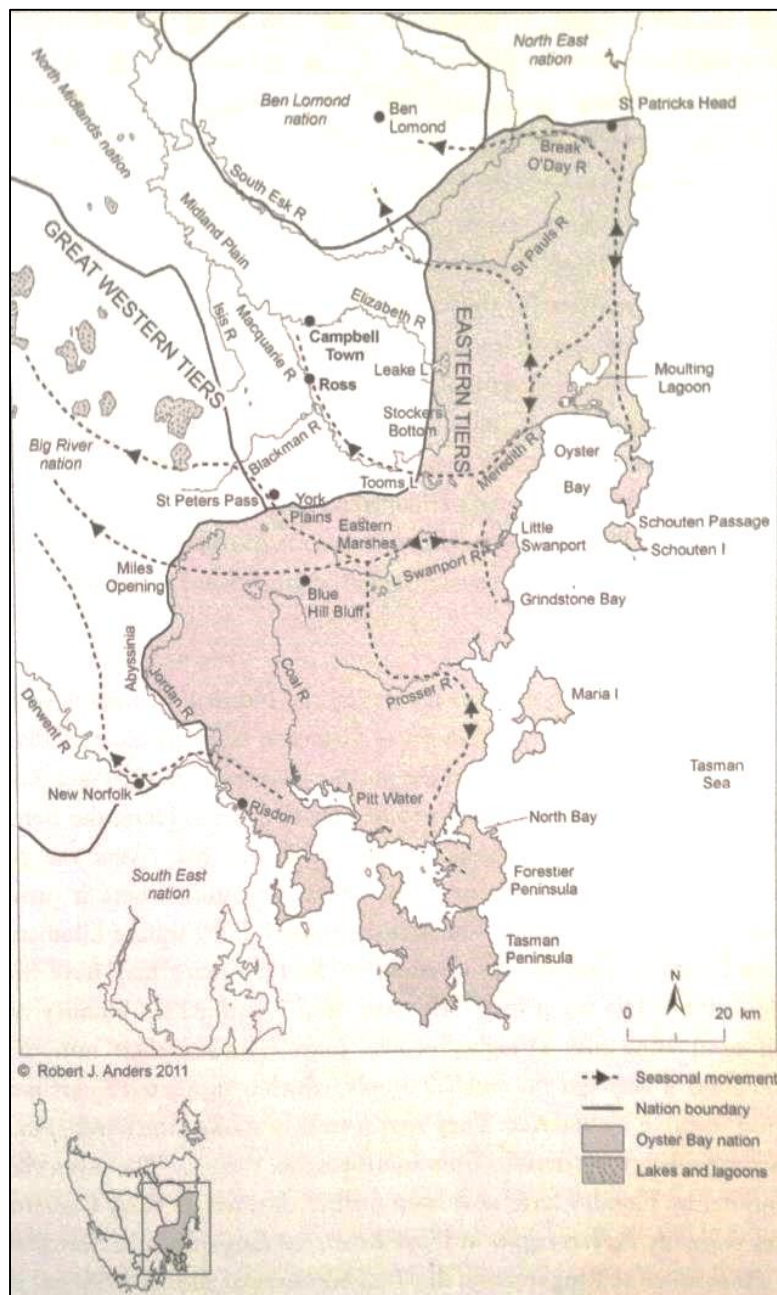 North East
nation
North Midlands nation
Ben Lomond
nation
Ben
Lomond
St Patricks Head
Break
O'Day R
South Esk R
Midland Plain
St Pauls R
GREAT WESTERN TIERS
Isis R
Macquarie R
Elizabeth R
Campbell
Town
EASTERN TIERS
Leake L
Moulting
Lagoon
Ross
Stockers
Bottom
Big River
nation
Blackman R
Meredith R
Oyster
Bay
Tooms L
St Peters Pass
York
Plains
Schouten Passage
Eastern
Marshes
Little
Swanport
Schouten I
L Swanport R
Miles
Opening
Blue
Hill Bluff
Grindstone Bay
Abyssinia
Jordan R
Coal R
Prosser R
Maria I
Derwent R
Tasman
Sea
New Norfolk
Risdon
Pitt Water
North Bay
South East
nation
Forestier
Peninsula
Tasman
Peninsula
N
0 20 km
© Robert J. Anders 2011
Seasonal movement
Nation boundary
Oyster Bay nation
Lakes and lagoons